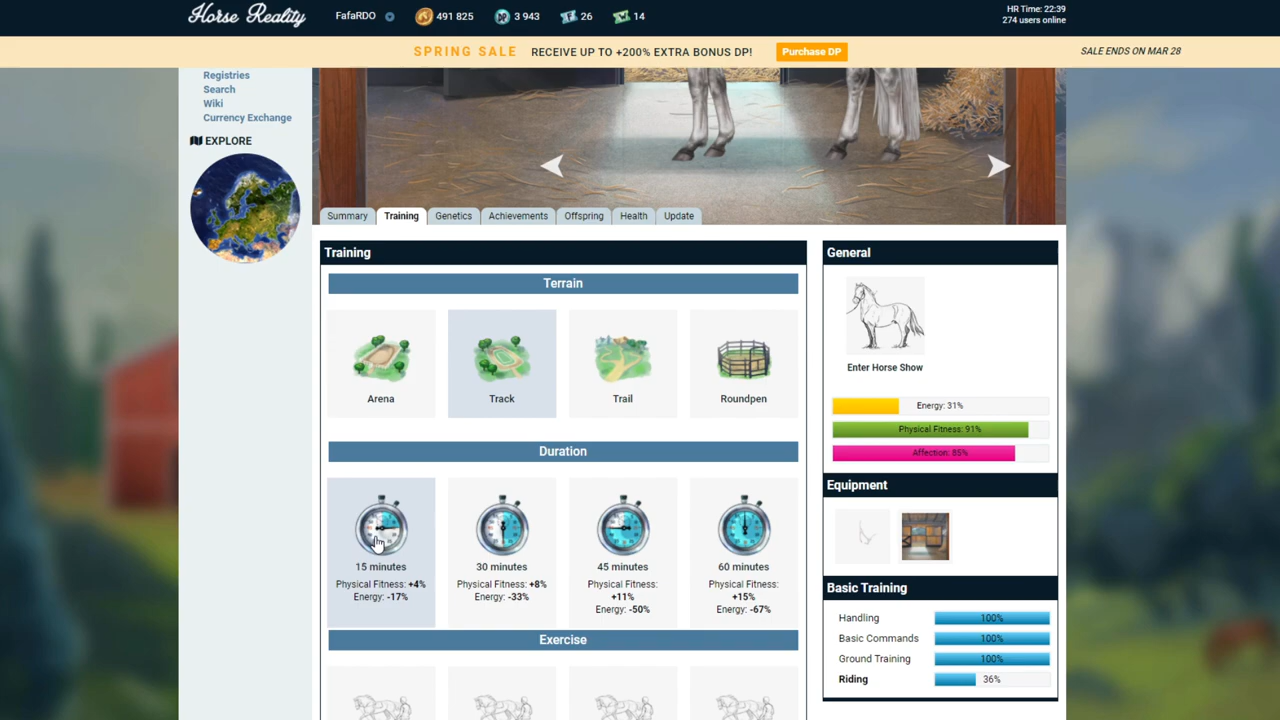 Horse Reality
FafaRDO
491 825
3 943
26
14
HR Time: 22:39
274 users online
SPRING SALE RECEIVE UP TO +200% EXTRA BONUS DP! Purchase DP
SALE ENDS ON MAR 28
Registries
Search
Wiki
Currency Exchange
EXPLORE
Summary Training Genetics Achievements Offspring Health Update
Training
Terrain
Arena Track Trail Roundpen
Duration
15 minutes
Physical Fitness: +4%
Energy: -17%
30 minutes
Physical Fitness: +8%
Energy: -33%
45 minutes
Physical Fitness:
+11%
Energy: -50%
60 minutes
Physical Fitness:
+15%
Energy: -67%
Exercise
General
Enter Horse Show
Energy: 31%
Physical Fitness: 91%
Affection: 85%
Equipment
Basic Training
Handling 100%
Basic Commands 100%
Ground Training 100%
Riding 36%